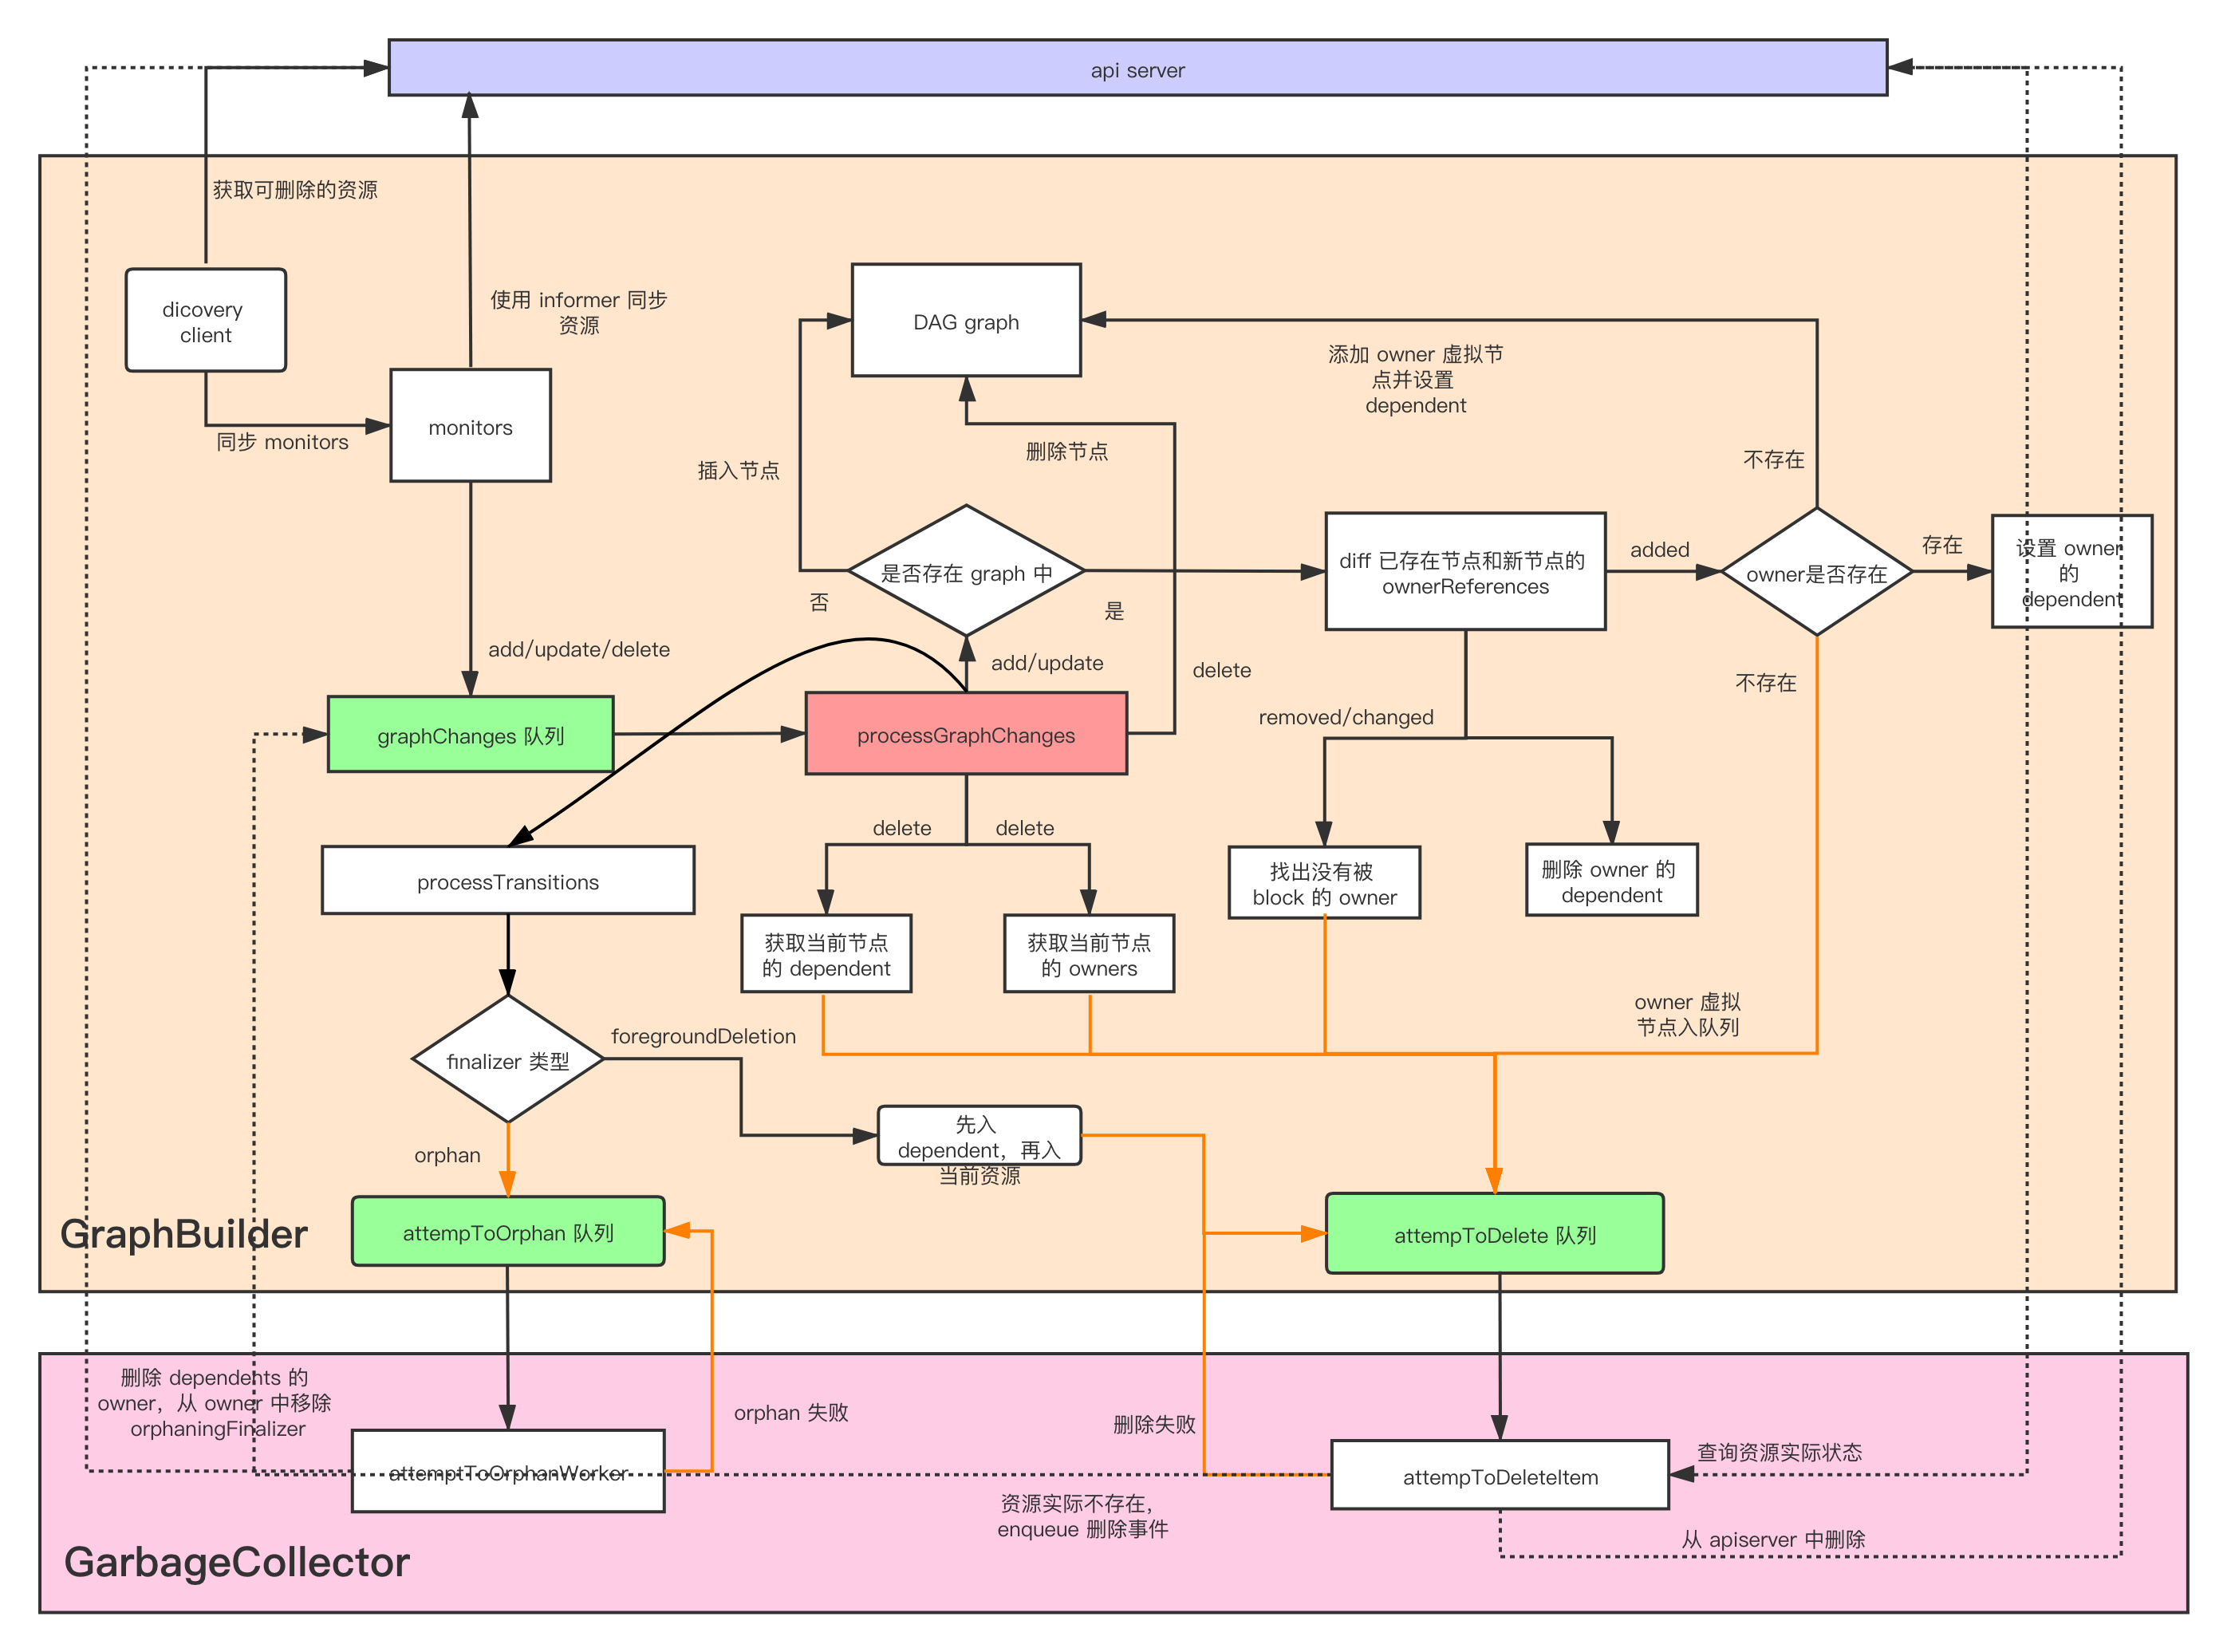 api server
获取可删除的资源
dicovery
client
使用 informer 同步
资源
DAG graph
添加 owner 虚拟节
点并设置
dependent
monitors
同步 monitors
删除节点
插入节点
不存在
是否存在 graph 中
diff 已存在节点和新节点的
ownerReferences
added
owner是否存在
存在
设置 owner
的
dependent
否
是
add/update/delete
add/update
delete
不存在
removed/changed
graphChanges 队列
processGraphChanges
delete
delete
processTransitions
找出没有被
block 的 owner
删除 owner 的
dependent
获取当前节点
的 dependent
获取当前节点
的 owners
owner 虚拟
节点入队列
foregroundDeletion
finalizer 类型
先入
dependent，再入
当前资源
orphan
GraphBuilder
attempToOrphan 队列
attempToDelete 队列
删除 dependents 的
owner，从 owner 中移除
orphaningFinalizer
orphan 失败
删除失败
查询资源实际状态
attemptToOrphanWorker
attempToDeleteItem
资源实际不存在，
enqueue 删除事件
从 apiserver 中删除
GarbageCollector